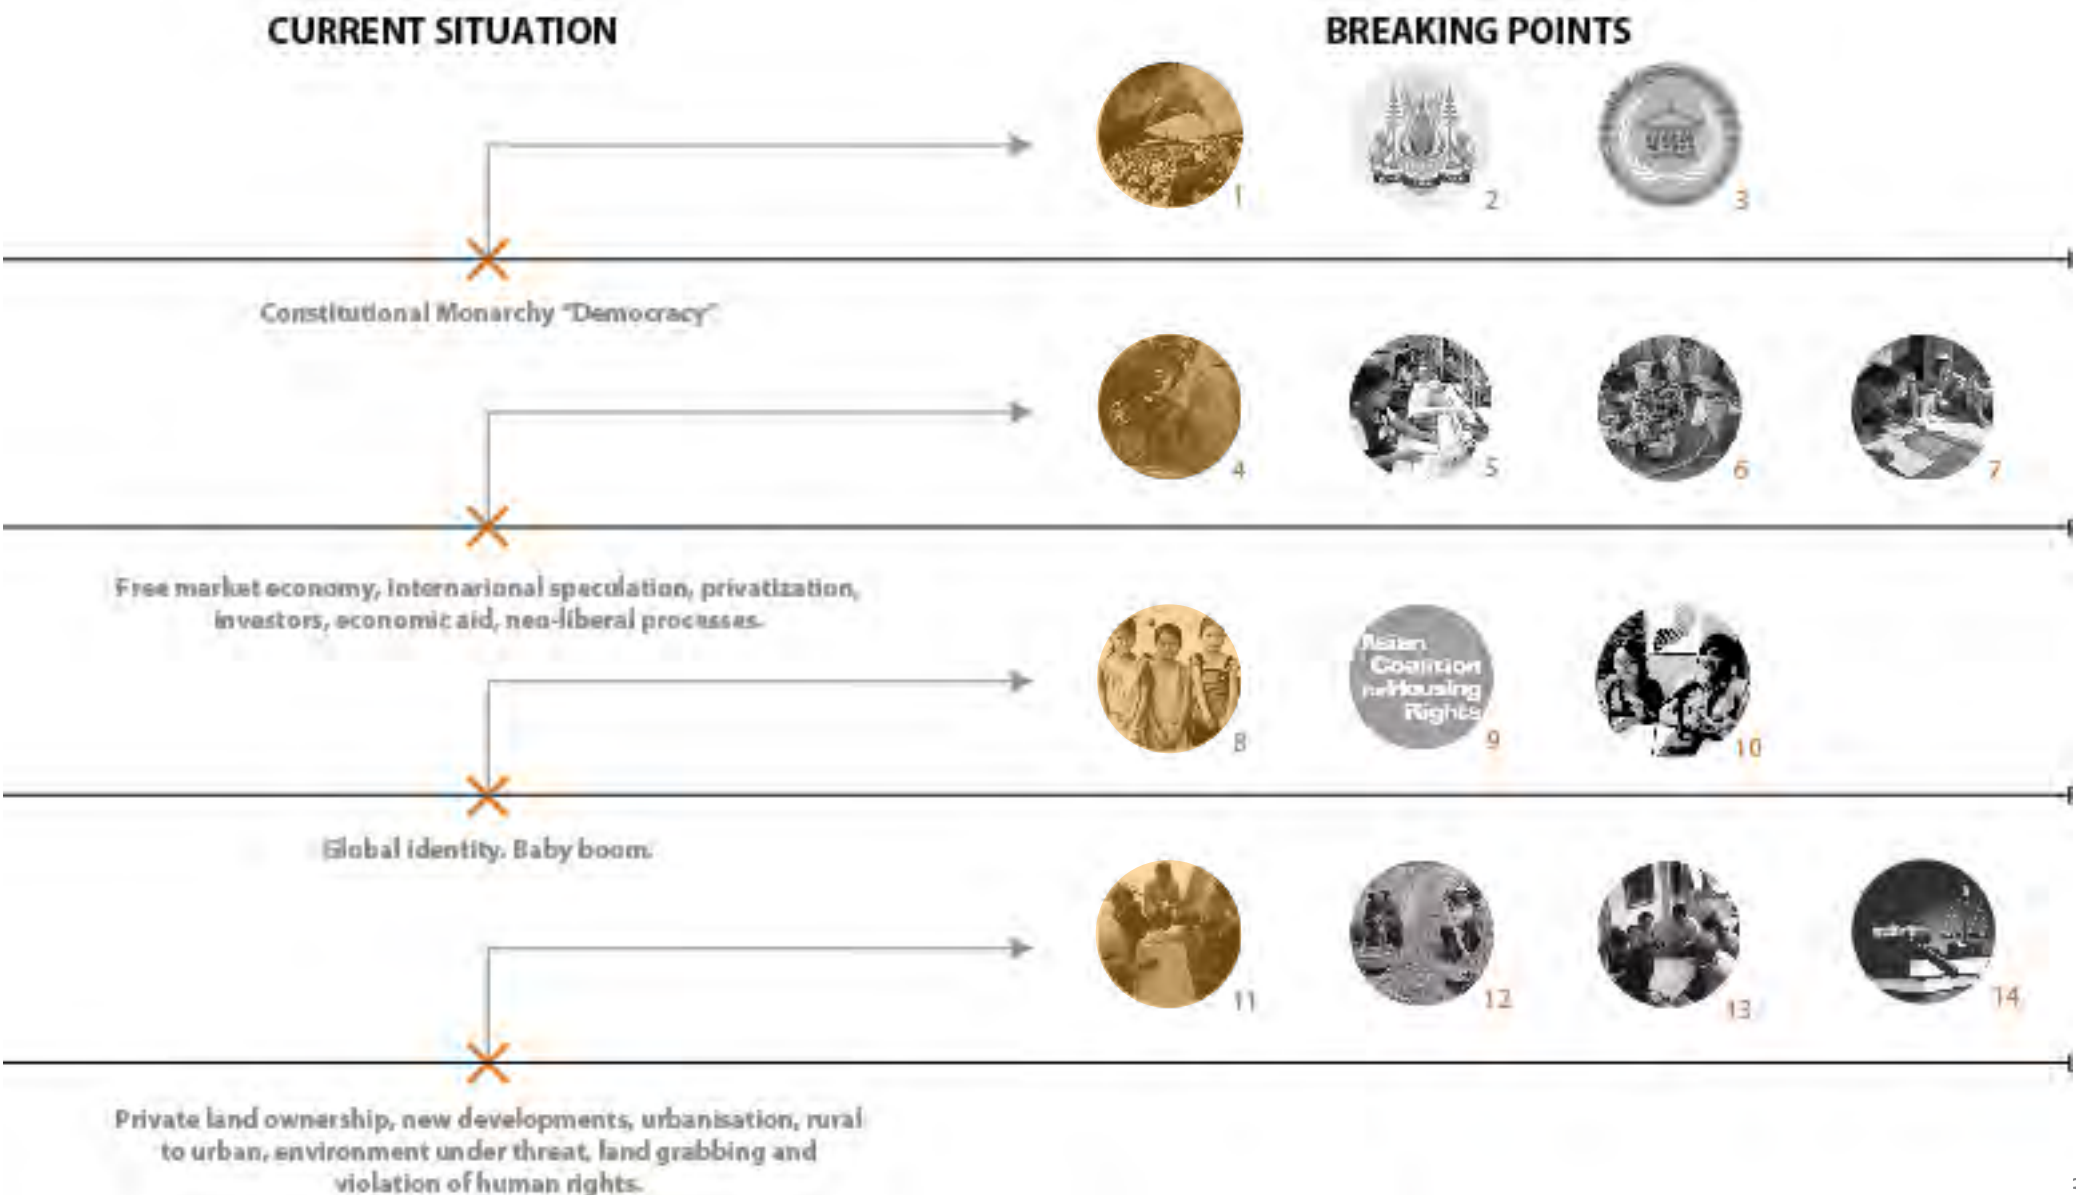 CURRENT SITUATION
BREAKING POINTS
1
2
3
Constitutional Monarchy "Democracy"
4
5
6
7
Free market economy, internarional speculation, privatization,
investors, economic aid, neo-liberal processes.
8
Asian
Coalition
for Housing
Rights
9
10
Global identity. Baby boom.
11
12
13
14
Private land ownership, new developments, urbanisation, rural
to urban, environment under threat, land grabbing and
violation of human rights.